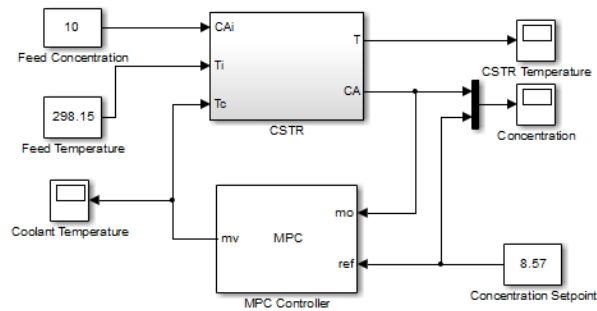 10
Feed Concentration
298.15
Feed Temperature
CAi
Ti
Tc
T
CA
CSTR
CSTR Temperature
Concentration
Coolant Temperature
mv
MPC
mo
ref
MPC Controller
8.57
Concentration Setpoint